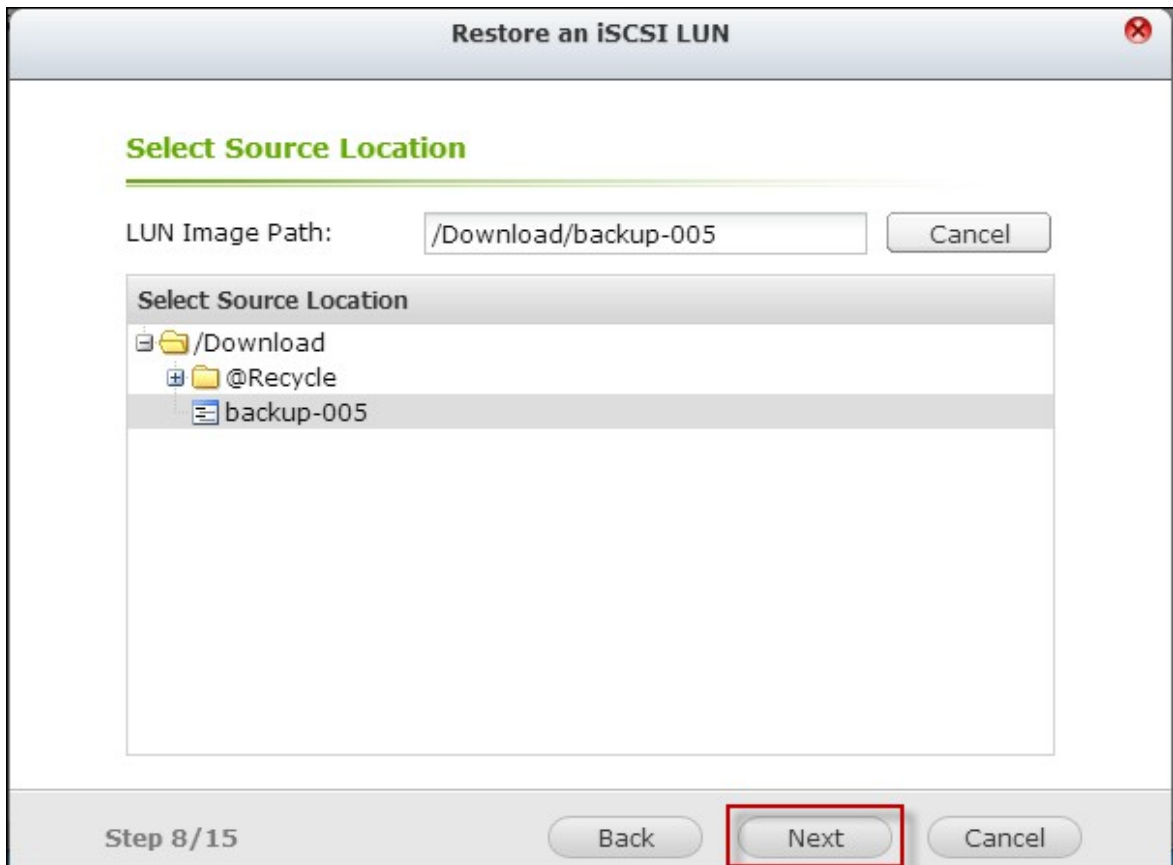 Restore an iSCSI LUN
Select Source Location
LUN Image Path: /Download/backup-005 Cancel
Select Source Location
/Download
@Recycle
backup-005
Step 8/15 Back Next Cancel